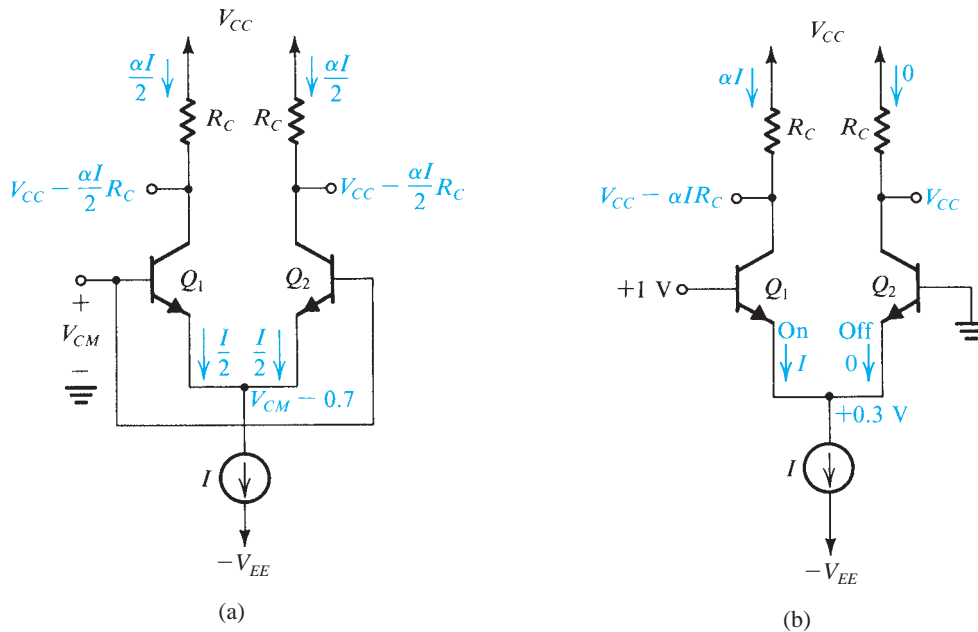 V_CC
αI/2 αI/2
R_C R_C
V_CC − αI/2 R_C V_CC − αI/2 R_C
Q_1 Q_2
+
V_CM
−
I/2 I/2
V_CM − 0.7
I
−V_EE
(a)
V_CC
αI 0
R_C R_C
V_CC − αIR_C V_CC
+1 V Q_1 Q_2
On Off
I 0
+0.3 V
I
−V_EE
(b)